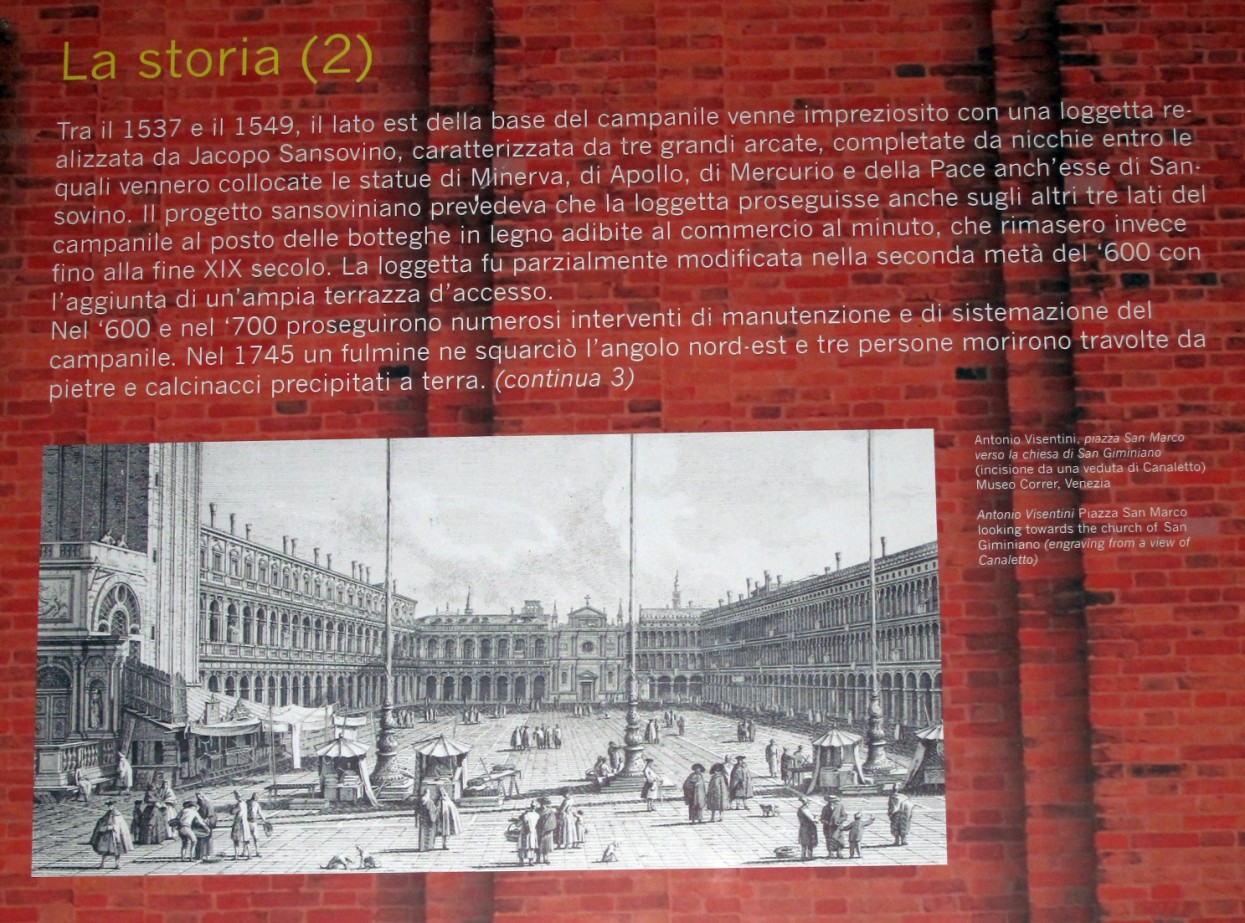 La storia (2)
Tra il 1537 e il 1549, il lato est della base del campanile venne impreziosito con una loggetta re-
alizzata da Jacopo Sansovino, caratterizzata da tre grandi arcate, completate da nicchie entro le
quali vennero collocate le statue di Minerva, di Apollo, di Mercurio e della Pace anch'esse di San-
sovino. Il progetto sansoviniano prevedeva che la loggetta proseguisse anche sugli altri tre lati del
campanile al posto delle botteghe in legno adibite al commercio al minuto, che rimasero invece
fino alla fine XIX secolo. La loggetta fu parzialmente modificata nella seconda metà del ‘600 con
l'aggiunta di un'ampia terrazza d'accesso.
Nel ‘600 e nel ‘700 proseguirono numerosi interventi di manutenzione e di sistemazione del
campanile. Nel 1745 un fulmine ne squarciò l'angolo nord-est e tre persone morirono travolte da
pietre e calcinacci precipitati a terra. (continua 3)
Antonio Visentini, piazza San Marco
verso la chiesa di San Giminiano
(incisione da una veduta di Canaletto)
Museo Correr, Venezia
Antonio Visentini Piazza San Marco
looking towards the church of San
Giminiano (engraving from a view of
Canaletto)